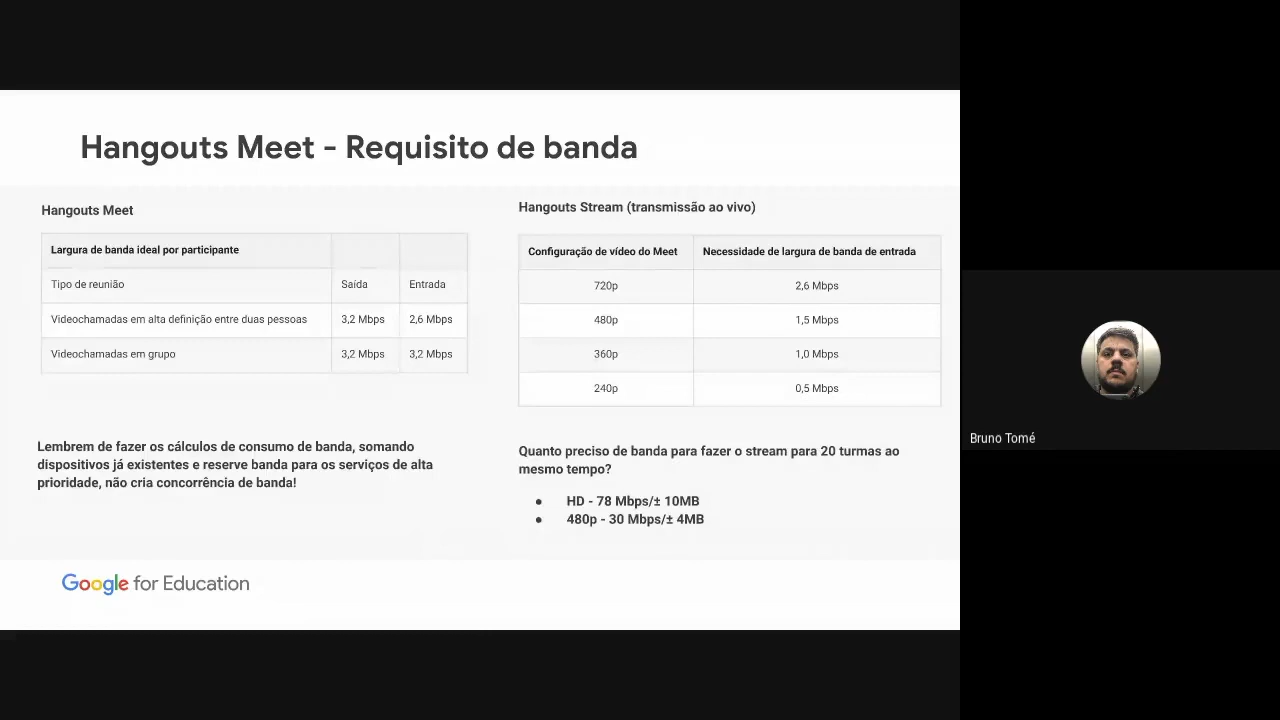 Hangouts Meet - Requisito de banda
Hangouts Meet
Largura de banda ideal por participante
Tipo de reunião Saída Entrada
Videochamadas em alta definição entre duas pessoas 3,2 Mbps 2,6 Mbps
Videochamadas em grupo 3,2 Mbps 3,2 Mbps
Lembrem de fazer os cálculos de consumo de banda, somando
dispositivos já existentes e reserve banda para os serviços de alta
prioridade, não cria concorrência de banda!
Hangouts Stream (transmissão ao vivo)
Configuração de vídeo do Meet Necessidade de largura de banda de entrada
720p 2,6 Mbps
480p 1,5 Mbps
360p 1,0 Mbps
240p 0,5 Mbps
Quanto preciso de banda para fazer o stream para 20 turmas ao
mesmo tempo?
● HD - 78 Mbps/± 10MB
● 480p - 30 Mbps/± 4MB
Google for Education
Bruno Tomé